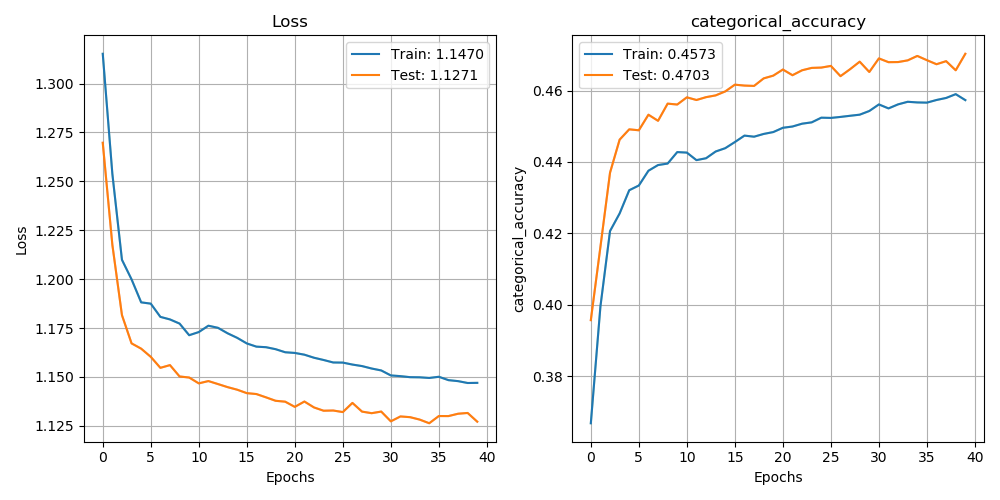 Loss
Train: 1.1470
Test: 1.1271
1.300
1.275
1.250
1.225
1.200
1.175
1.150
1.125
Loss
0 5 10 15 20 25 30 35 40
Epochs
categorical_accuracy
Train: 0.4573
Test: 0.4703
0.46
0.44
0.42
0.40
0.38
categorical_accuracy
0 5 10 15 20 25 30 35 40
Epochs